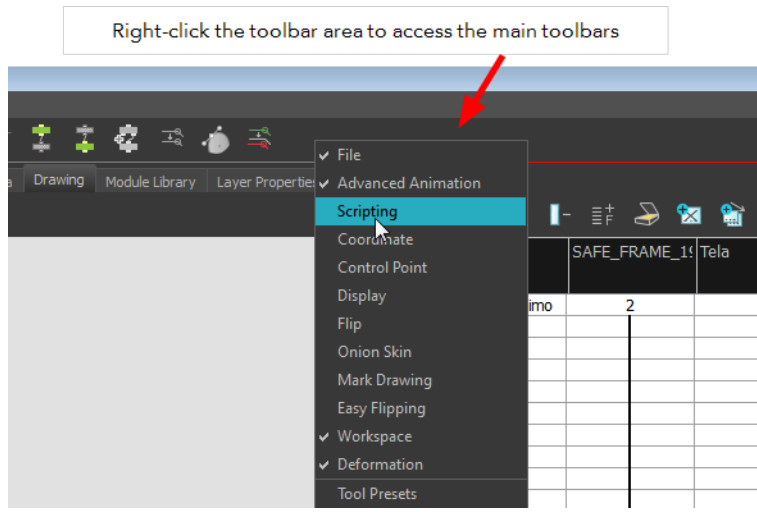 Right-click the toolbar area to access the main toolbars
File
Drawing
Module Library
Layer Propertie
Advanced Animation
Scripting
Coordinate
SAFE_FRAME_19
Tela
Control Point
Display
imo
2
Flip
Onion Skin
Mark Drawing
Easy Flipping
Workspace
Deformation
Tool Presets